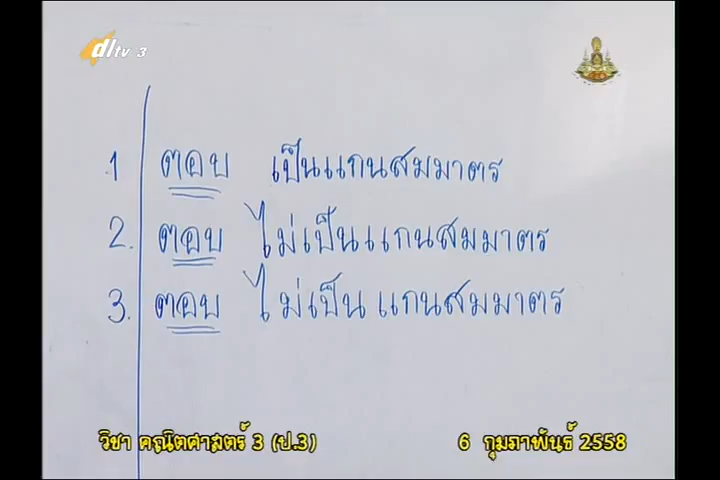 dltv 3
1 ตอบ เป็นแกนสมมาตร
2. ตอบ ไม่เป็นแกนสมมาตร
3. ตอบ ไม่เป็นแกนสมมาตร
วิชา คณิตศาสตร์ 3 (ป.3) 6 กุมภาพันธ์ 2558